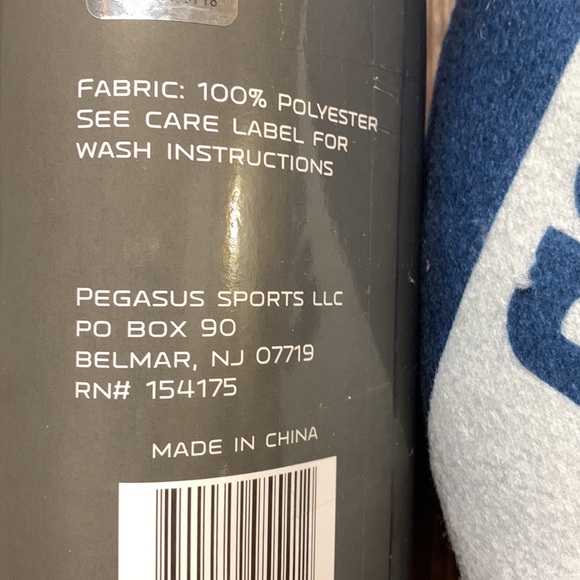 FABRIC: 100% POLYESTER
SEE CARE LABEL FOR
WASH INSTRUCTIONS
PEGASUS SPORTS LLC
PO BOX 90
BELMAR, NJ 07719
RN# 154175
MADE IN CHINA